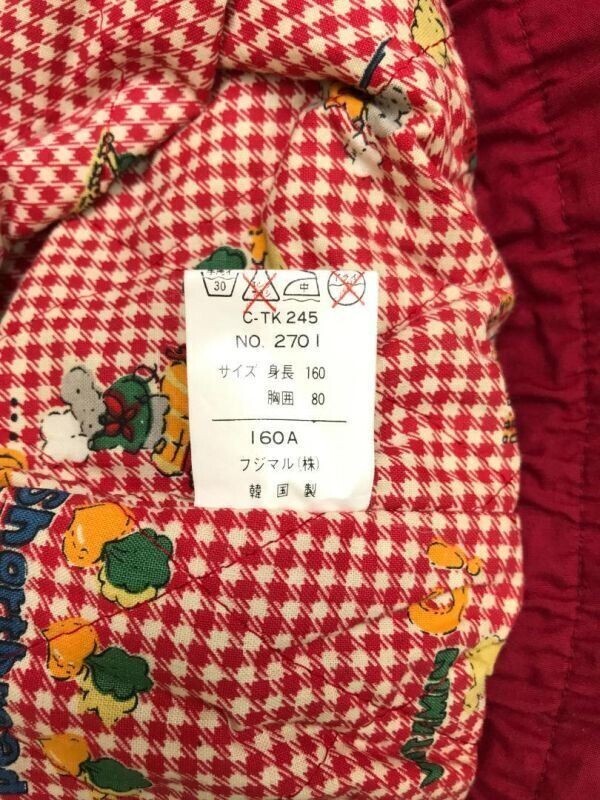 30 中
C-TK 245
NO. 2701
サイズ 身長 160
胸囲 80
160A
フジマル(株)
韓国製
Shortbread